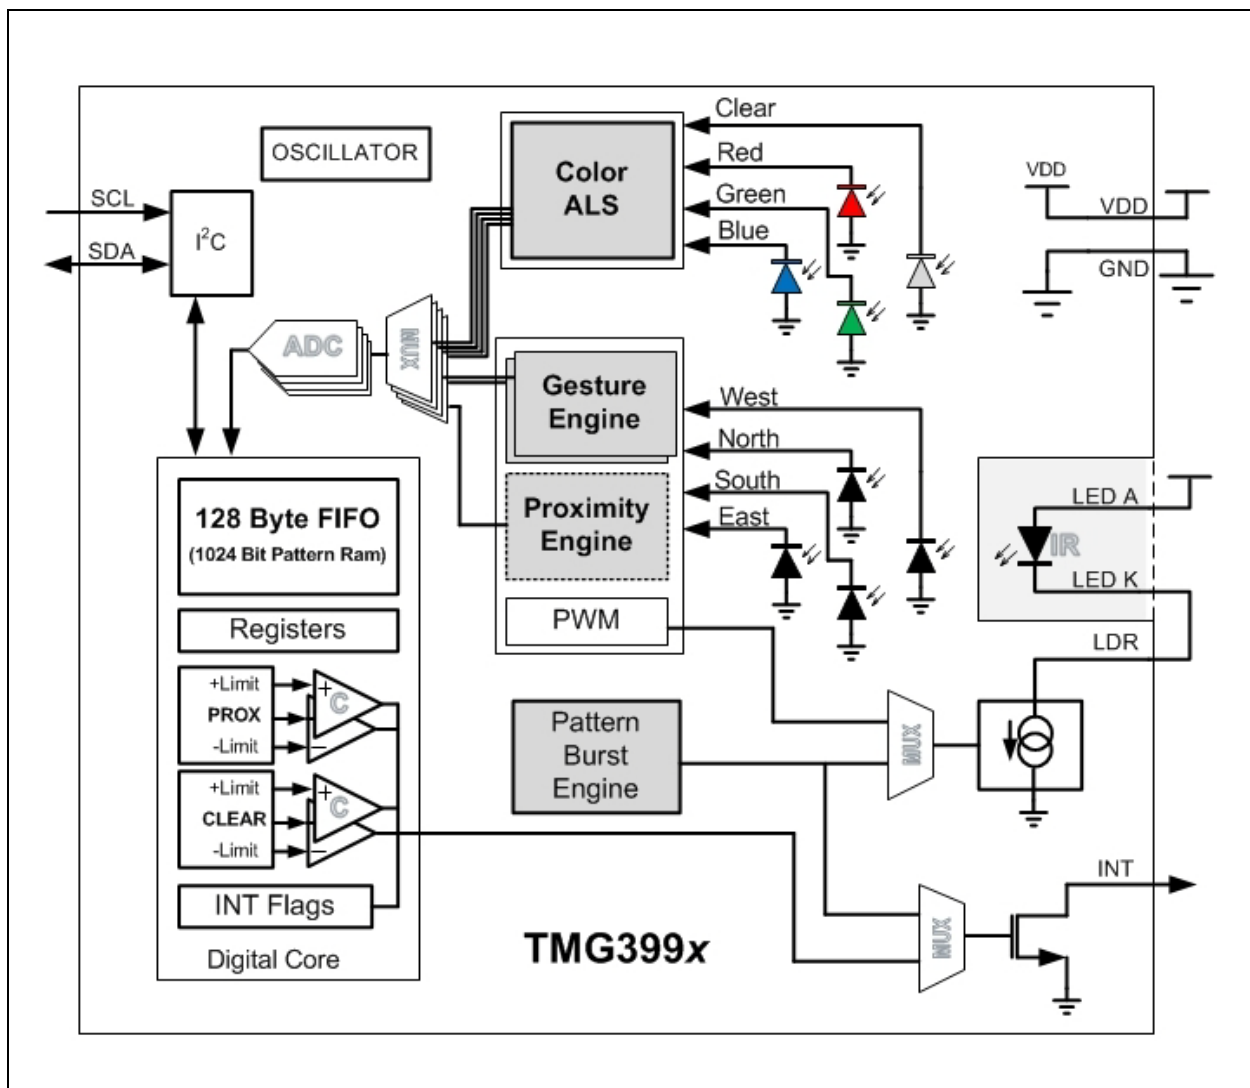 Clear
OSCILLATOR
Color
ALS
Red
Green
Blue
VDD
VDD
GND
SCL
SDA
I²C
ADC
MUX
Gesture
Engine
West
North
South
East
Proximity
Engine
PWM
128 Byte FIFO
(1024 Bit Pattern Ram)
Registers
+Limit
PROX
-Limit
+
C
−
+Limit
CLEAR
-Limit
+
C
−
INT Flags
Digital Core
LED A
IR
LED K
LDR
Pattern
Burst
Engine
MUX
INT
MUX
TMG399x